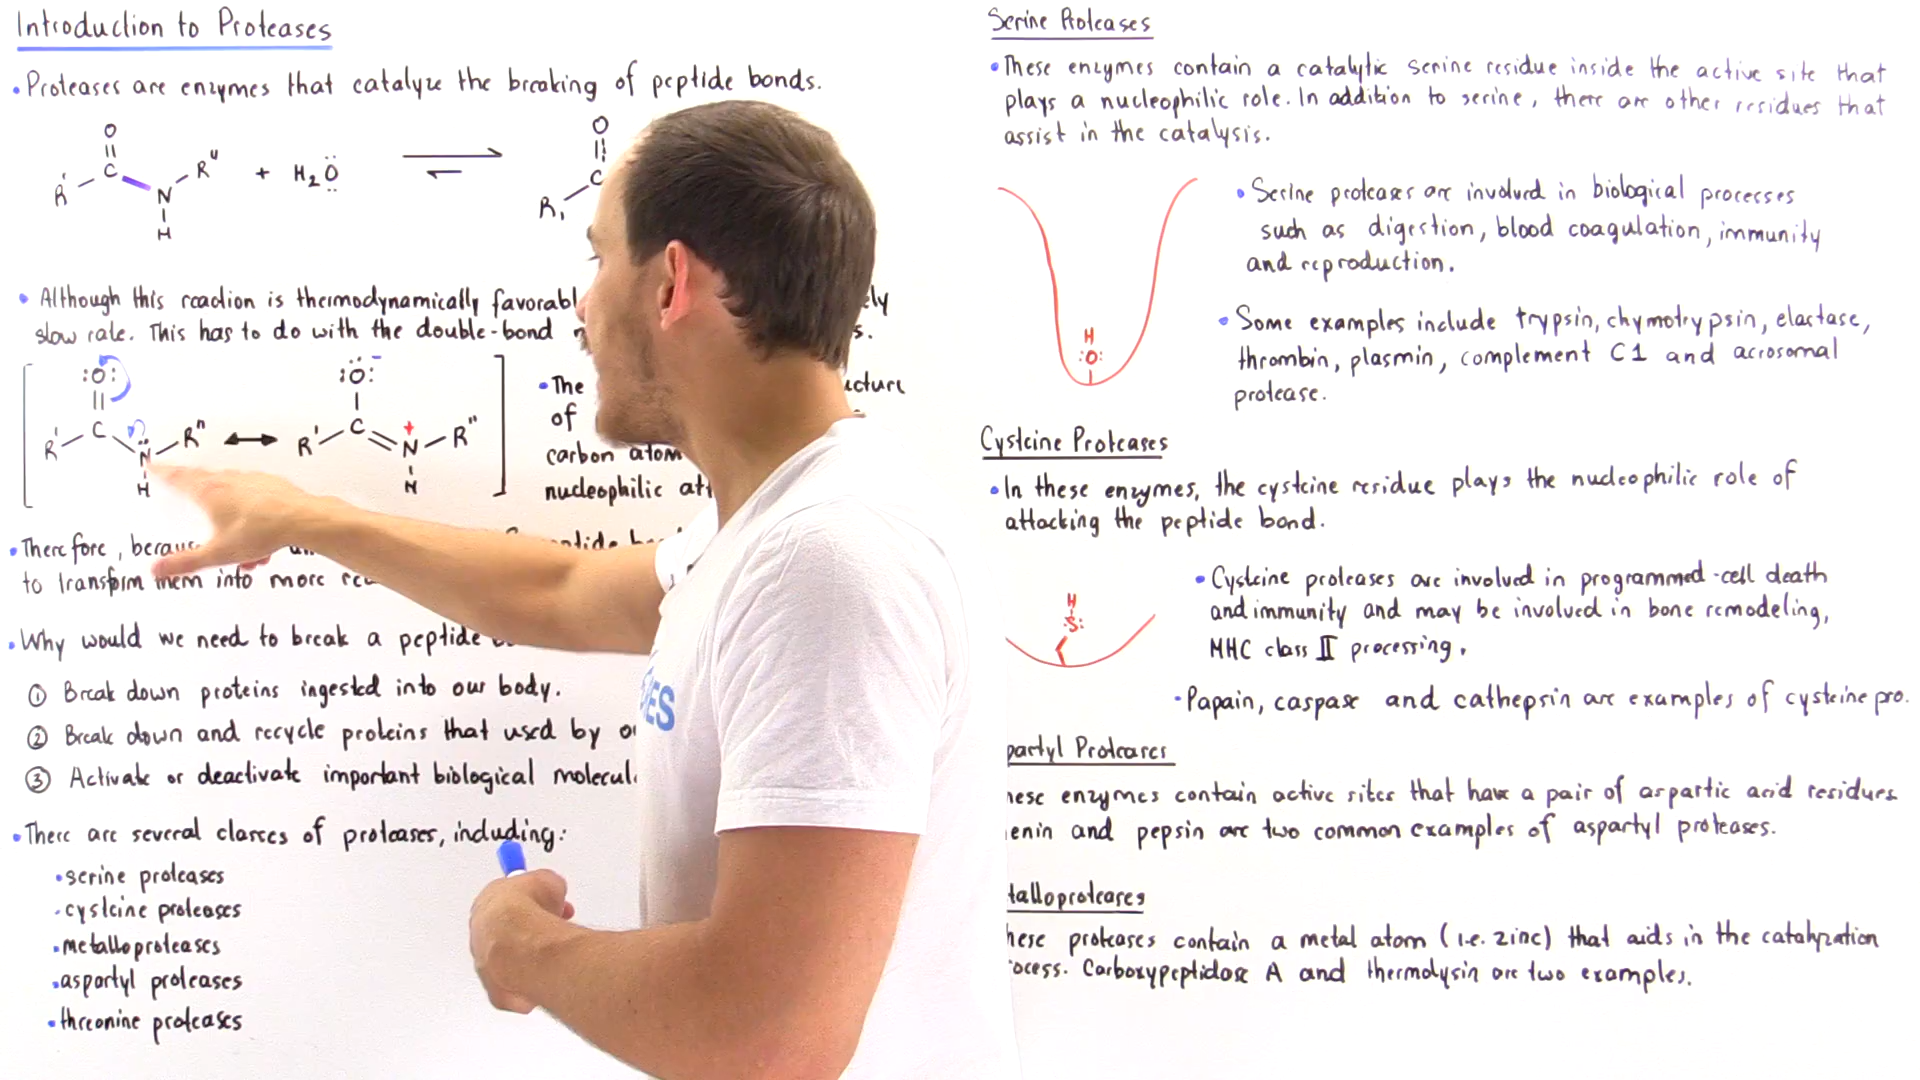 Introduction to Proteases
• Proteases are enzymes that catalyze the breaking of peptide bonds.
O
R' – C – N – R" + H₂O
H
O
R₁ C
• Although this reaction is thermodynamically favorabl ely
slow rate. This has to do with the double-bond s.
:O: :O:⁻
R' C N R" ↔ R' C N + R"
H H
• The ucture
of
carbon atom
nucleophilic att
• Therefore, becaus peptide bo
to transform them into more rea
• Why would we need to break a peptide
① Break down proteins ingested into our body.
② Break down and recycle proteins that used by ou
③ Activate or deactivate important biological molecul
• There are several classes of proteases, including:
• serine proteases
• cysteine proteases
• metalloproteases
• aspartyl proteases
• threonine proteases
ES
Serine Proteases
• These enzymes contain a catalytic serine residue inside the active site that
plays a nucleophilic role. In addition to serine, there are other residues that
assist in the catalysis.
H
:O:
• Serine proteases are involved in biological processes
such as digestion, blood coagulation, immunity
and reproduction.
• Some examples include trypsin, chymotrypsin, elastase,
thrombin, plasmin, complement C1 and acrosomal
protease.
Cysteine Proteases
• In these enzymes, the cysteine residue plays the nucleophilic role of
attacking the peptide bond.
H
:S:
• Cysteine proteases are involved in programmed-cell death
and immunity and may be involved in bone remodeling,
MHC class II processing.
• Papain, caspase and cathepsin are examples of cysteine pro.
partyl Proteases
hese enzymes contain active sites that have a pair of aspartic acid residues
enin and pepsin are two common examples of aspartyl proteases.
talloproteases
hese proteases contain a metal atom (i.e. zinc) that aids in the catalyzation
ocess. Carboxypeptidase A and thermolysin are two examples.